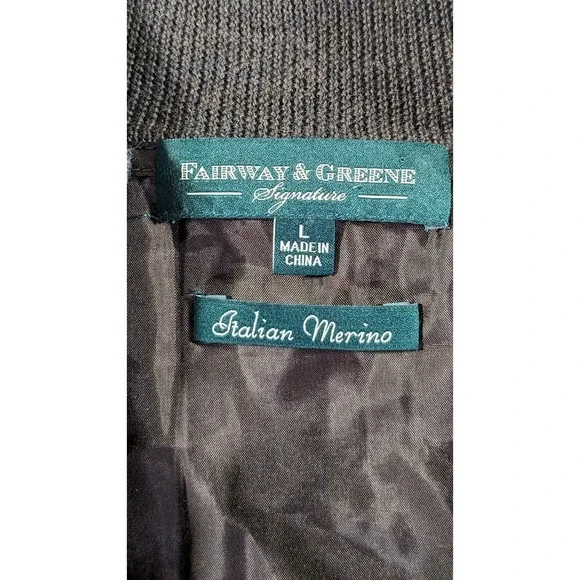 FAIRWAY & GREENE
Signature
L
MADE IN
CHINA
Italian Merino